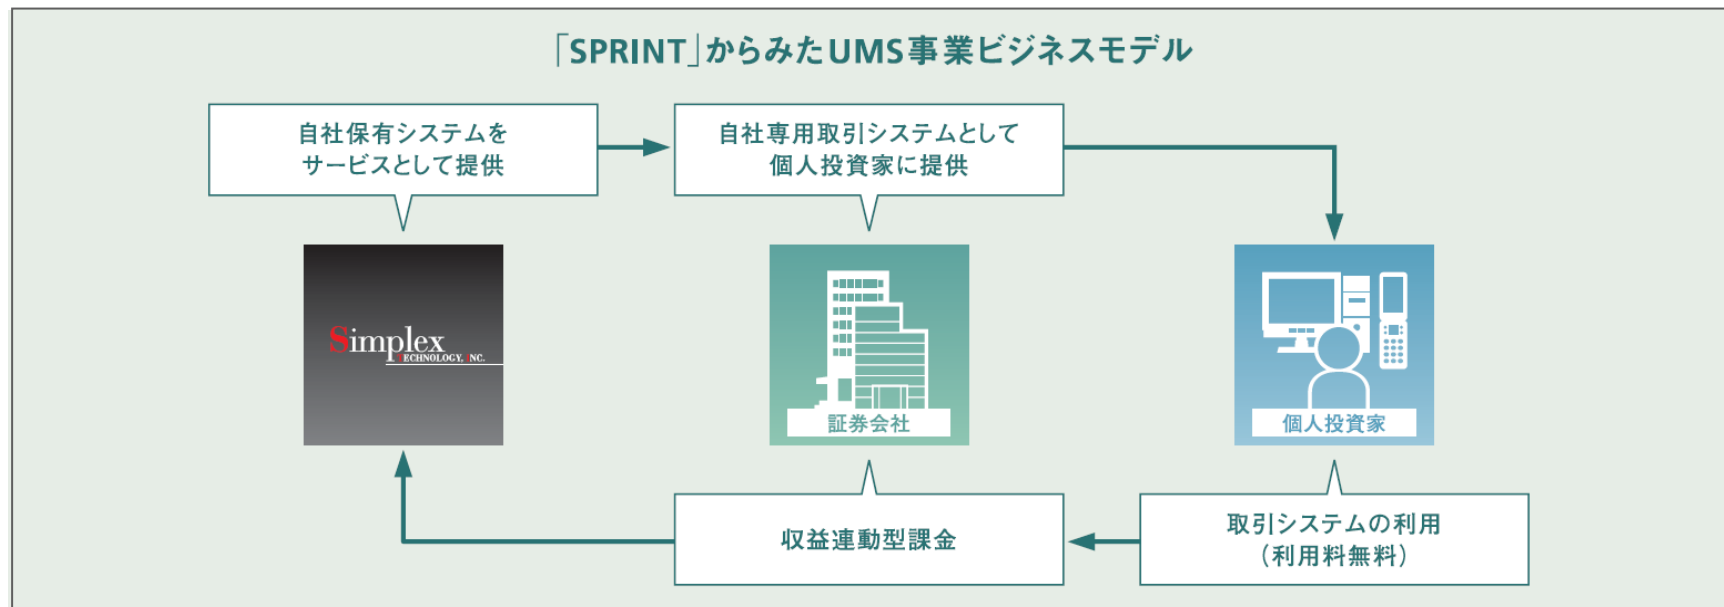 「SPRINT」からみたUMS事業ビジネスモデル
自社保有システムを
サービスとして提供
自社専用取引システムとして
個人投資家に提供
Simplex
TECHNOLOGY, INC.
証券会社
個人投資家
収益連動型課金
取引システムの利用
(利用料無料)